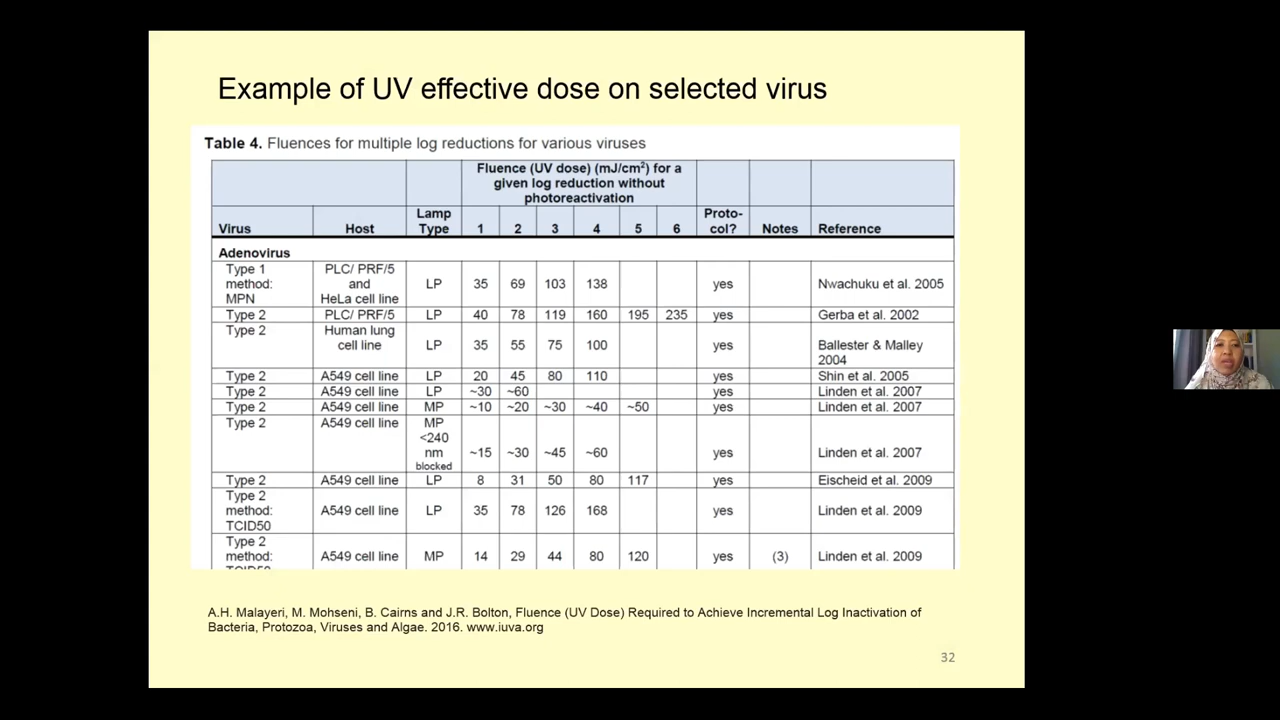 Example of UV effective dose on selected virus
Table 4. Fluences for multiple log reductions for various viruses
Fluence (UV dose) (mJ/cm²) for a
given log reduction without
photoreactivation
Virus Host Lamp Type 1 2 3 4 5 6 Proto-col? Notes Reference
Adenovirus
Type 1 method: MPN PLC/ PRF/5 and HeLa cell line LP 35 69 103 138 yes Nwachuku et al. 2005
Type 2 PLC/ PRF/5 LP 40 78 119 160 195 235 yes Gerba et al. 2002
Type 2 Human lung cell line LP 35 55 75 100 yes Ballester & Malley 2004
Type 2 A549 cell line LP 20 45 80 110 yes Shin et al. 2005
Type 2 A549 cell line LP ~30 ~60 yes Linden et al. 2007
Type 2 A549 cell line MP ~10 ~20 ~30 ~40 ~50 yes Linden et al. 2007
Type 2 A549 cell line MP <240 nm blocked ~15 ~30 ~45 ~60 yes Linden et al. 2007
Type 2 A549 cell line LP 8 31 50 80 117 yes Eischeid et al. 2009
Type 2 method: TCID50 A549 cell line LP 35 78 126 168 yes Linden et al. 2009
Type 2 method: A549 cell line MP 14 29 44 80 120 yes (3) Linden et al. 2009
A.H. Malayeri, M. Mohseni, B. Cairns and J.R. Bolton, Fluence (UV Dose) Required to Achieve Incremental Log Inactivation of
Bacteria, Protozoa, Viruses and Algae. 2016. www.iuva.org
32